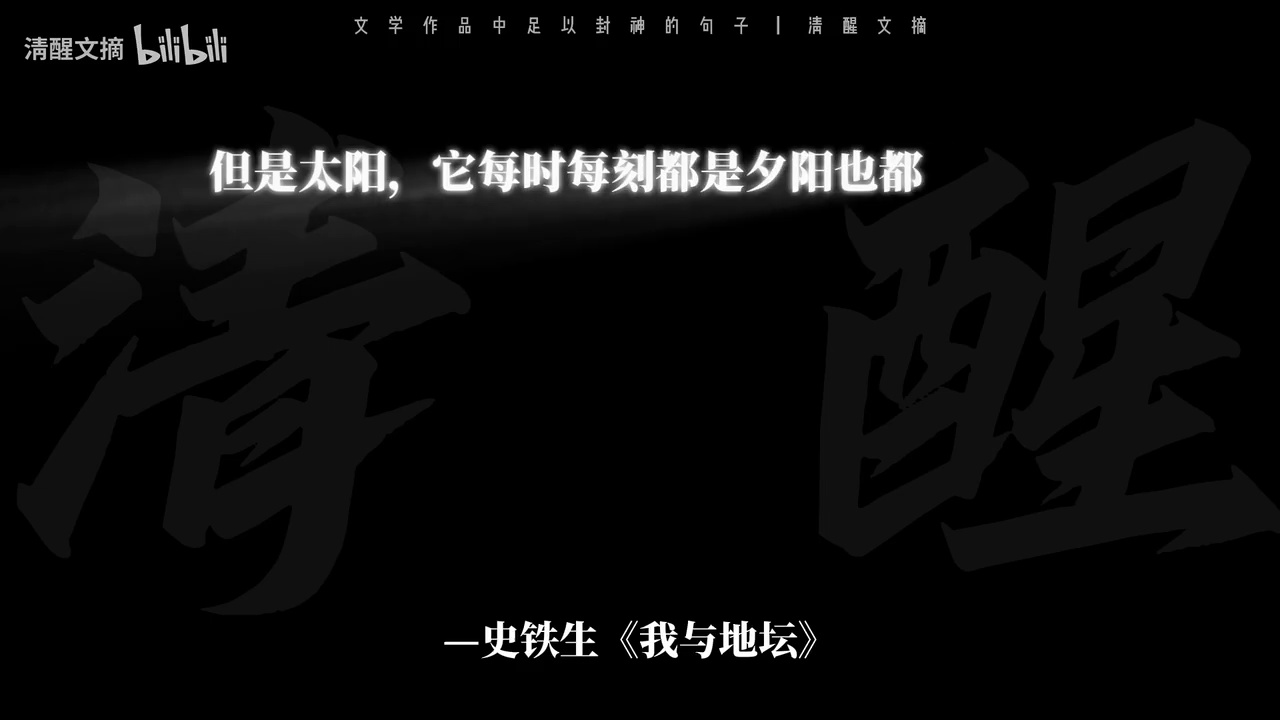 文学作品中足以封神的句子 | 清醒文摘
清醒文摘 bilibili
但是太阳，它每时每刻都是夕阳也都
清醒
—史铁生《我与地坛》